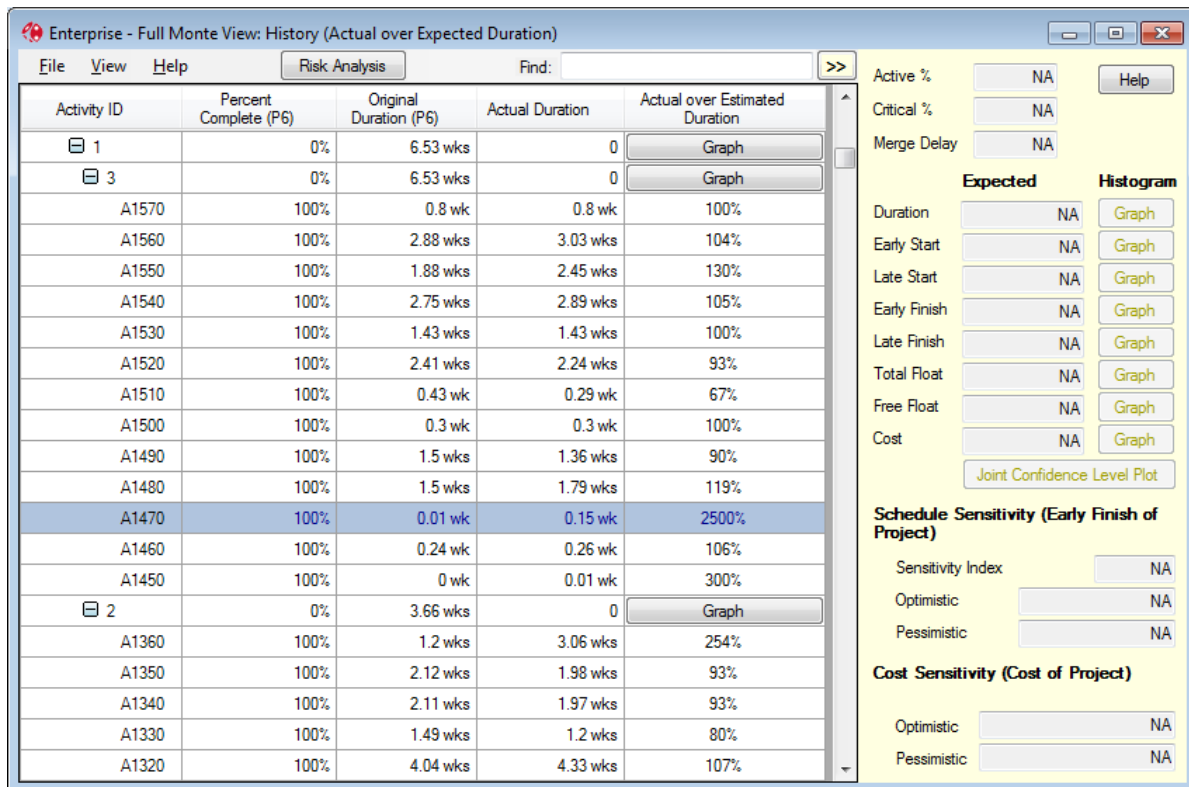 Enterprise - Full Monte View: History (Actual over Expected Duration)
File View Help Risk Analysis Find: >>
Activity ID Percent Complete (P6) Original Duration (P6) Actual Duration Actual over Estimated Duration
1 0% 6.53 wks 0 Graph
3 0% 6.53 wks 0 Graph
A1570 100% 0.8 wk 0.8 wk 100%
A1560 100% 2.88 wks 3.03 wks 104%
A1550 100% 1.88 wks 2.45 wks 130%
A1540 100% 2.75 wks 2.89 wks 105%
A1530 100% 1.43 wks 1.43 wks 100%
A1520 100% 2.41 wks 2.24 wks 93%
A1510 100% 0.43 wk 0.29 wk 67%
A1500 100% 0.3 wk 0.3 wk 100%
A1490 100% 1.5 wks 1.36 wks 90%
A1480 100% 1.5 wks 1.79 wks 119%
A1470 100% 0.01 wk 0.15 wk 2500%
A1460 100% 0.24 wk 0.26 wk 106%
A1450 100% 0 wk 0.01 wk 300%
2 0% 3.66 wks 0 Graph
A1360 100% 1.2 wks 3.06 wks 254%
A1350 100% 2.12 wks 1.98 wks 93%
A1340 100% 2.11 wks 1.97 wks 93%
A1330 100% 1.49 wks 1.2 wks 80%
A1320 100% 4.04 wks 4.33 wks 107%
Active % NA Help
Critical % NA
Merge Delay NA
Expected Histogram
Duration NA Graph
Early Start NA Graph
Late Start NA Graph
Early Finish NA Graph
Late Finish NA Graph
Total Float NA Graph
Free Float NA Graph
Cost NA Graph
Joint Confidence Level Plot
Schedule Sensitivity (Early Finish of
Project)
Sensitivity Index NA
Optimistic NA
Pessimistic NA
Cost Sensitivity (Cost of Project)
Optimistic NA
Pessimistic NA